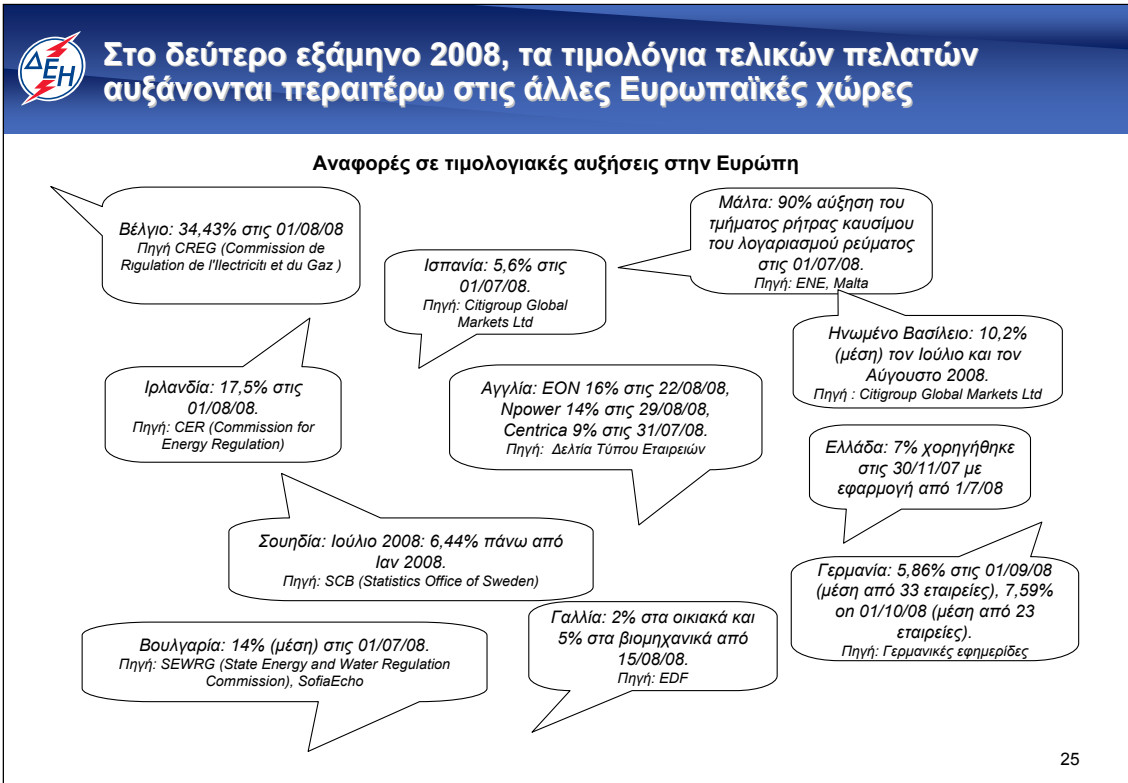 ΔΕΗ
Στο δεύτερο εξάμηνο 2008, τα τιμολόγια τελικών πελατών
αυξάνονται περαιτέρω στις άλλες Ευρωπαϊκές χώρες
Αναφορές σε τιμολογιακές αυξήσεις στην Ευρώπη
Βέλγιο: 34,43% στις 01/08/08
Πηγή CREG (Commission de
Rιgulation de l'Ilectricitι et du Gaz )
Ισπανία: 5,6% στις
01/07/08.
Πηγή: Citigroup Global
Markets Ltd
Μάλτα: 90% αύξηση του
τμήματος ρήτρας καυσίμου
του λογαριασμού ρεύματος
στις 01/07/08.
Πηγή: ENE, Malta
Ηνωμένο Βασίλειο: 10,2%
(μέση) τον Ιούλιο και τον
Αύγουστο 2008.
Πηγή : Citigroup Global Markets Ltd
Ιρλανδία: 17,5% στις
01/08/08.
Πηγή: CER (Commission for
Energy Regulation)
Αγγλία: EON 16% στις 22/08/08,
Npower 14% στις 29/08/08,
Centrica 9% στις 31/07/08.
Πηγή: Δελτία Τύπου Εταιρειών
Ελλάδα: 7% χορηγήθηκε
στις 30/11/07 με
εφαρμογή από 1/7/08
Σουηδία: Ιούλιο 2008: 6,44% πάνω από
Ιαν 2008.
Πηγή: SCB (Statistics Office of Sweden)
Γερμανία: 5,86% στις 01/09/08
(μέση από 33 εταιρείες), 7,59%
on 01/10/08 (μέση από 23
εταιρείες).
Πηγή: Γερμανικές εφημερίδες
Βουλγαρία: 14% (μέση) στις 01/07/08.
Πηγή: SEWRG (State Energy and Water Regulation
Commission), SofiaEcho
Γαλλία: 2% στα οικιακά και
5% στα βιομηχανικά από
15/08/08.
Πηγή: EDF
25